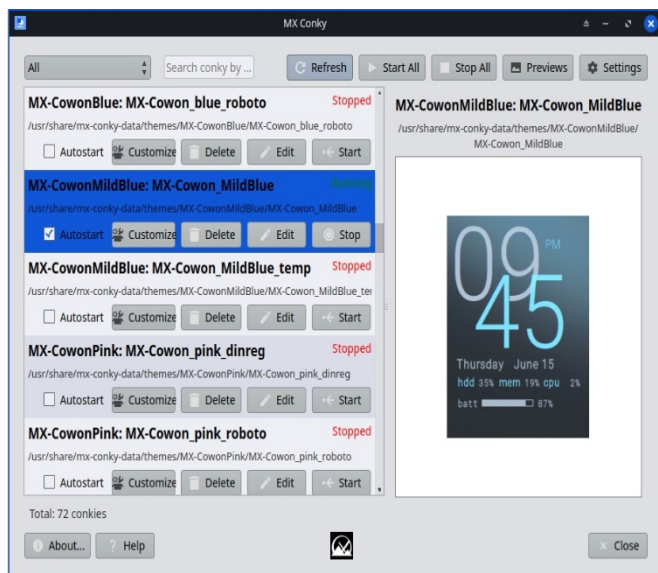 MX Conky
All Search conky by ... Refresh Start All Stop All Previews Settings
MX-CowonBlue: MX-Cowon_blue_roboto Stopped
/usr/share/mx-conky-data/themes/MX-CowonBlue/MX-Cowon_blue_roboto
Autostart Customize Delete Edit Start
MX-CowonMildBlue: MX-Cowon_MildBlue Running
/usr/share/mx-conky-data/themes/MX-CowonMildBlue/MX-Cowon_MildBlue
Autostart Customize Delete Edit Stop
MX-CowonMildBlue: MX-Cowon_MildBlue_temp Stopped
/usr/share/mx-conky-data/themes/MX-CowonMildBlue/MX-Cowon_MildBlue_te
Autostart Customize Delete Edit Start
MX-CowonPink: MX-Cowon_pink_dinreg Stopped
/usr/share/mx-conky-data/themes/MX-CowonPink/MX-Cowon_pink_dinreg
Autostart Customize Delete Edit Start
MX-CowonPink: MX-Cowon_pink_roboto Stopped
/usr/share/mx-conky-data/themes/MX-CowonPink/MX-Cowon_pink_roboto
Autostart Customize Delete Edit Start
MX-CowonMildBlue: MX-Cowon_MildBlue
/usr/share/mx-conky-data/themes/MX-CowonMildBlue/
MX-Cowon_MildBlue
09 PM
45
Thursday June 15
hdd 35% mem 19% cpu 2%
batt 87%
Total: 72 conkies
About... ? Help Close